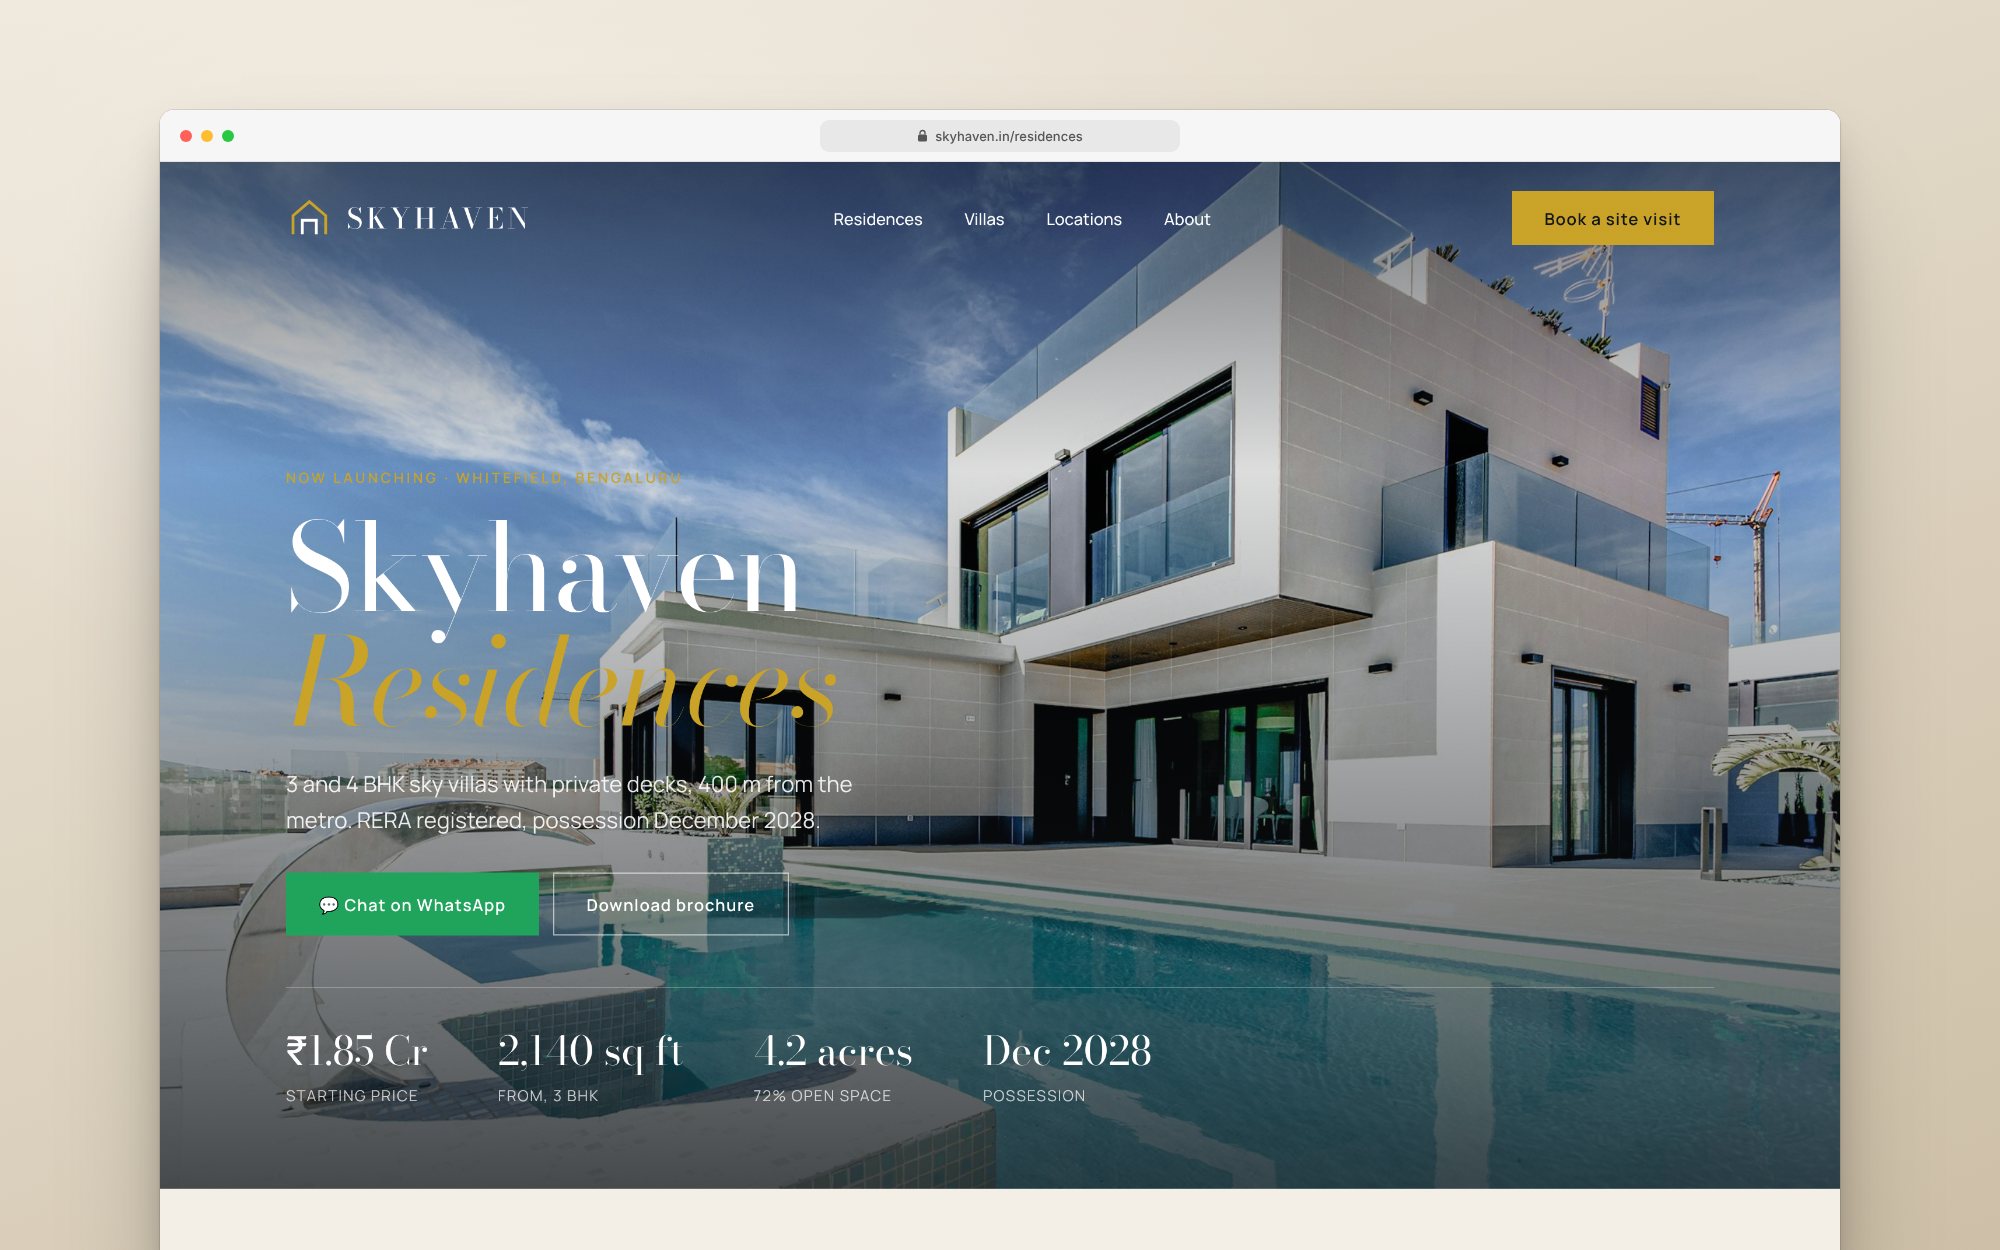 skyhaven.in/residences
SKYHAVEN
Residences
Villas
Locations
About
Book a site visit
NOW LAUNCHING · WHITEFIELD, BENGALURU
Skyhaven
Residences
3 and 4 BHK sky villas with private decks, 400 m from the
metro. RERA registered, possession December 2028.
Chat on WhatsApp
Download brochure
₹1.85 Cr
STARTING PRICE
2,140 sq ft
FROM, 3 BHK
4.2 acres
72% OPEN SPACE
Dec 2028
POSSESSION